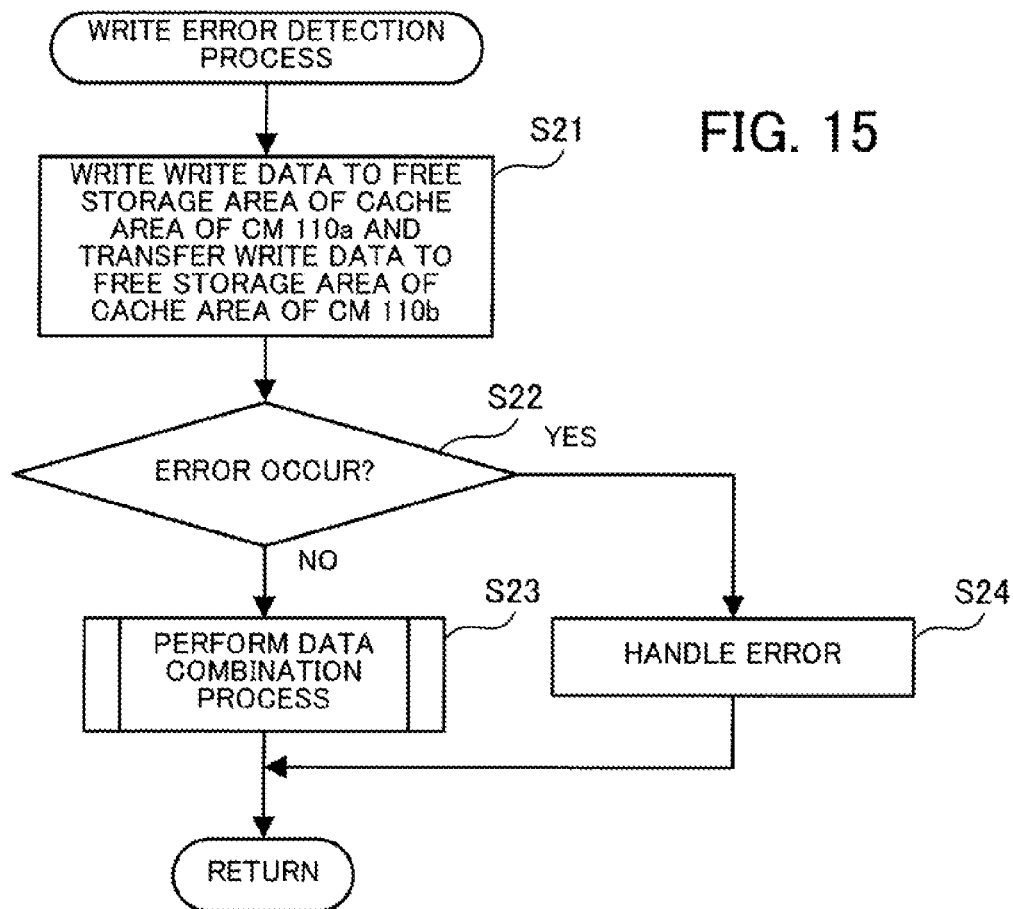 WRITE ERROR DETECTION
PROCESS
FIG. 15
S21
WRITE WRITE DATA TO FREE
STORAGE AREA OF CACHE
AREA OF CM 110a AND
TRANSFER WRITE DATA TO
FREE STORAGE AREA OF
CACHE AREA OF CM 110b
S22
YES
ERROR OCCUR?
NO
S23
PERFORM DATA
COMBINATION
PROCESS
S24
HANDLE ERROR
RETURN